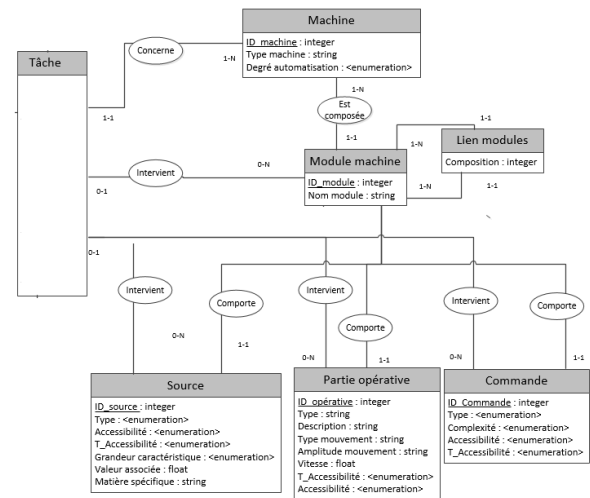 Machine
ID_machine : integer
Type machine : string
Degré automatisation : <enumeration>
Tâche
Concerne
1-N
1-1
1-N
Est
composée
1-1
Module machine
ID_module : integer
Nom module : string
1-N
1-1
Lien modules
Composition : integer
1-N
1-1
Intervient
0-1
0-N
0-1
Intervient
Comporte
Intervient
Comporte
Intervient
Comporte
0-N
1-1
0-N
1-1
0-N
1-1
Source
ID_source : integer
Type : <enumeration>
Accessibilité : <enumeration>
T_Accessibilité : <enumeration>
Grandeur caractéristique : <enumeration>
Valeur associée : float
Matière spécifique : string
Partie opérative
ID_opérative : integer
Type : string
Description : string
Type mouvement : string
Amplitude mouvement : string
Vitesse : float
T_Accessibilité : <enumeration>
Accessibilité : <enumeration>
Commande
ID_Commande : integer
Type : <enumeration>
Complexité : <enumeration>
Accessibilité : <enumeration>
T_Accessibilité : <enumeration>